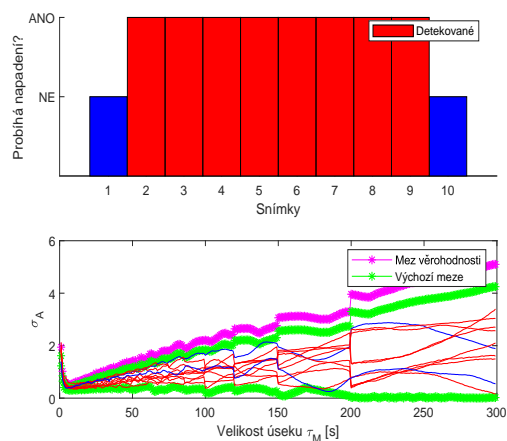 ANO
NE
Probíhá napadení?
Detekované
1 2 3 4 5 6 7 8 9 10
Snímky
6
4
2
0
σA
Mez věrohodnosti
Výchozí meze
0 50 100 150 200 250 300
Velikost úseku τM [s]